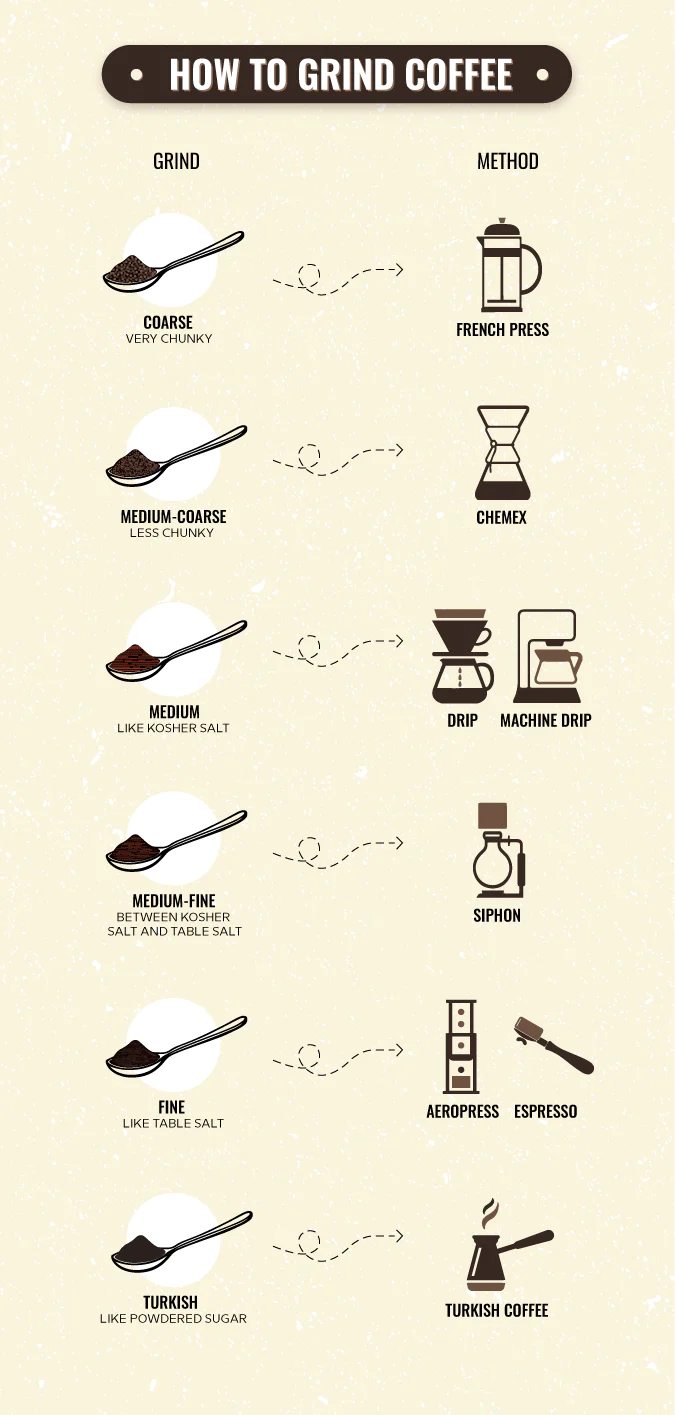 HOW TO GRIND COFFEE
GRIND
METHOD
COARSE
VERY CHUNKY
FRENCH PRESS
MEDIUM-COARSE
LESS CHUNKY
CHEMEX
MEDIUM
LIKE KOSHER SALT
DRIP
MACHINE DRIP
MEDIUM-FINE
BETWEEN KOSHER
SALT AND TABLE SALT
SIPHON
FINE
LIKE TABLE SALT
AEROPRESS
ESPRESSO
TURKISH
LIKE POWDERED SUGAR
TURKISH COFFEE